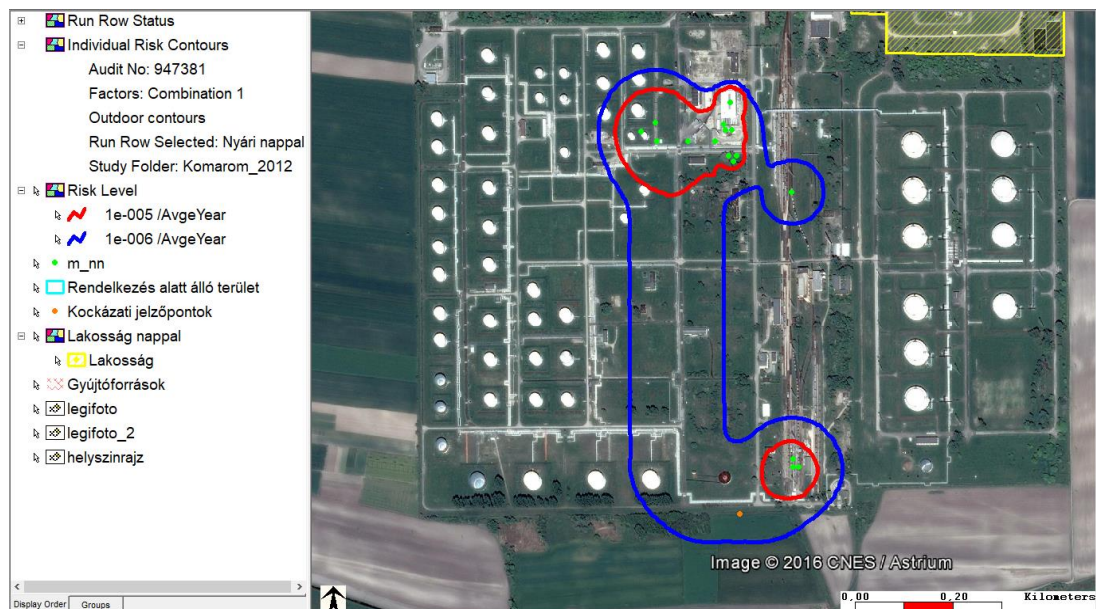 Run Row Status
Individual Risk Contours
Audit No: 947381
Factors: Combination 1
Outdoor contours
Run Row Selected: Nyári nappal
Study Folder: Komarom_2012
Risk Level
1e-005 /AvgeYear
1e-006 /AvgeYear
m_nn
Rendelkezés alatt álló terület
Kockázati jelzőpontok
Lakosság nappal
Lakosság
Gyújtóforrások
legifoto
legifoto_2
helyszinrajz
Display Order
Groups
Image © 2016 CNES / Astrium
0,00 0,20 Kilometers